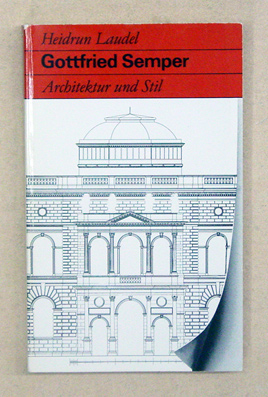 Heidrun Laudel
Gottfried Semper
Architektur und Stil